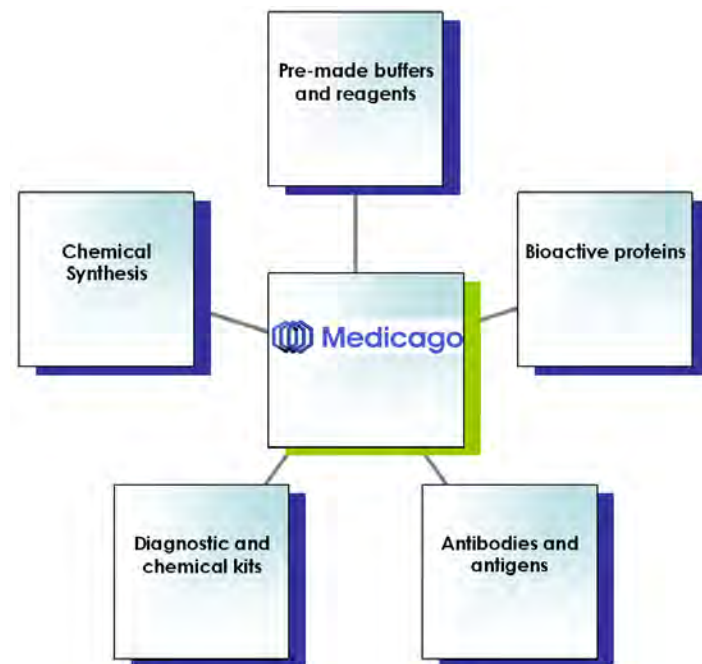 Pre-made buffers
and reagents
Chemical
Synthesis
Bioactive proteins
Medicago
Diagnostic and
chemical kits
Antibodies and
antigens